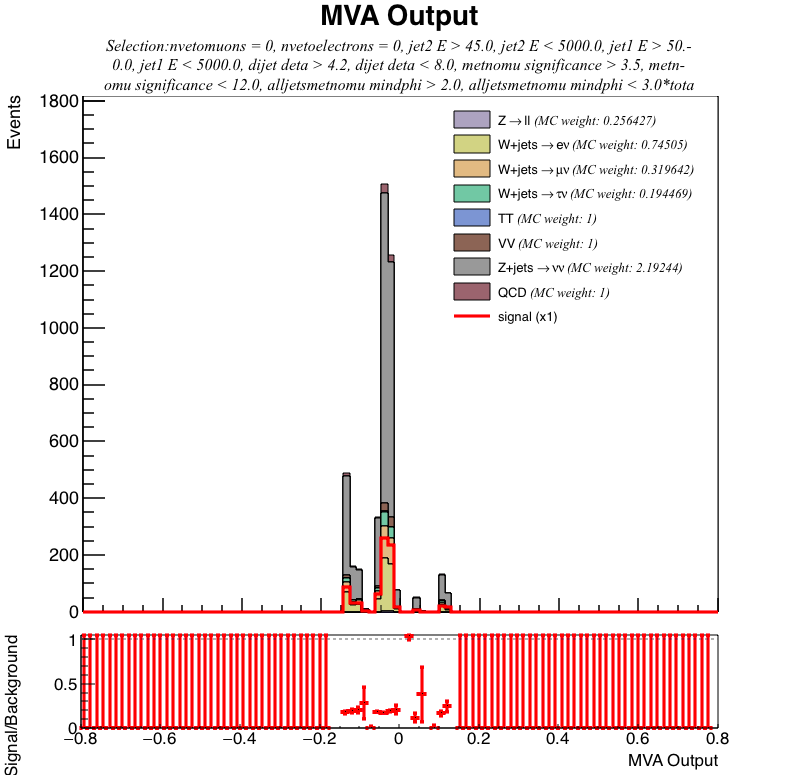 MVA Output
Selection:nvetomuons = 0, nvetoelectrons = 0, jet2 E > 45.0, jet2 E < 5000.0, jet1 E > 50.-
0.0, jet1 E < 5000.0, dijet deta > 4.2, dijet deta < 8.0, metnomu significance > 3.5, metn-
omu significance < 12.0, alljetsmetnomu mindphi > 2.0, alljetsmetnomu mindphi < 3.0*tota
Events
1800
1600
1400
1200
1000
800
600
400
200
0
Z→ll (MC weight: 0.256427)
W+jets→eν (MC weight: 0.74505)
W+jets→μν (MC weight: 0.319642)
W+jets→τν (MC weight: 0.194469)
TT (MC weight: 1)
VV (MC weight: 1)
Z+jets→νν (MC weight: 2.19244)
QCD (MC weight: 1)
signal (x1)
Signal/Background
1
0.5
0
−0.8 −0.6 −0.4 −0.2 0 0.2 0.4 0.6 0.8
MVA Output